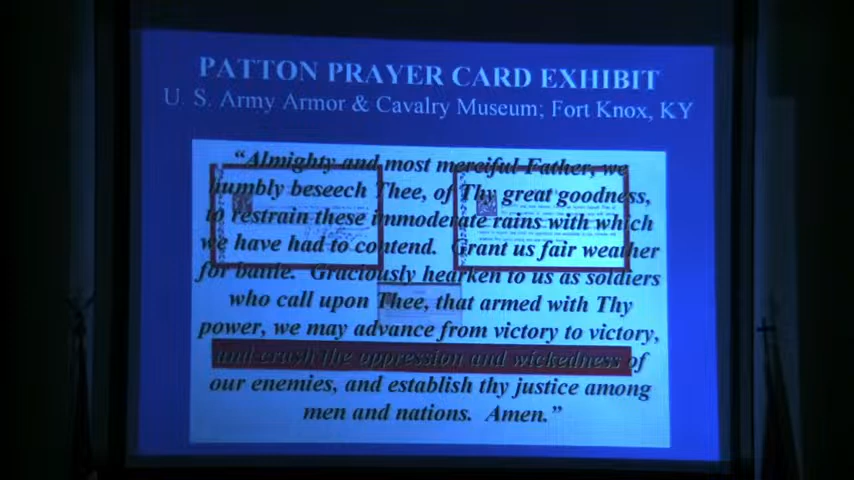 PATTON PRAYER CARD EXHIBIT
U. S. Army Armor & Cavalry Museum; Fort Knox, KY
“Almighty and most merciful Father, we
humbly beseech Thee, of Thy great goodness,
to restrain these immoderate rains with which
we have had to contend. Grant us fair weather
for battle. Graciously hearken to us as soldiers
who call upon Thee, that armed with Thy
power, we may advance from victory to victory,
and crush the oppression and wickedness of
our enemies, and establish thy justice among
men and nations. Amen.”